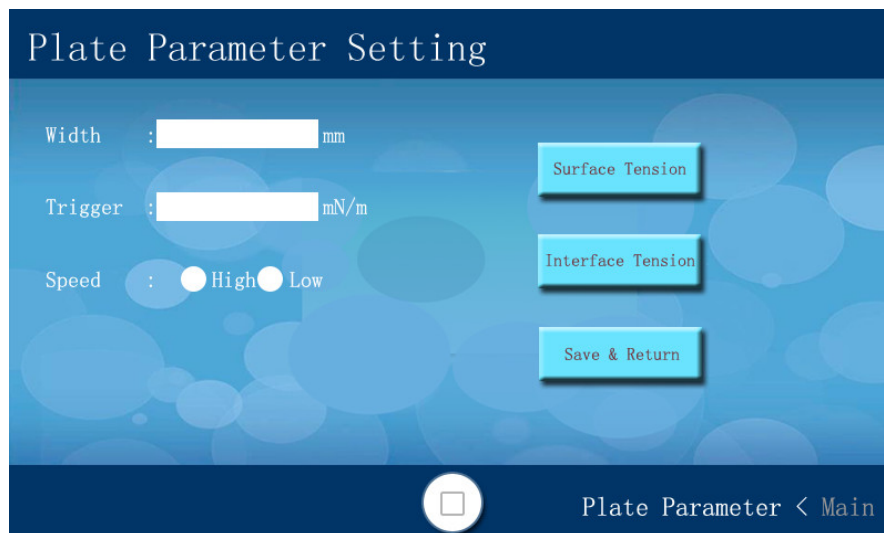 Plate Parameter Setting
Width : mm
Trigger : mN/m
Speed : High Low
Surface Tension
Interface Tension
Save & Return
Plate Parameter < Main